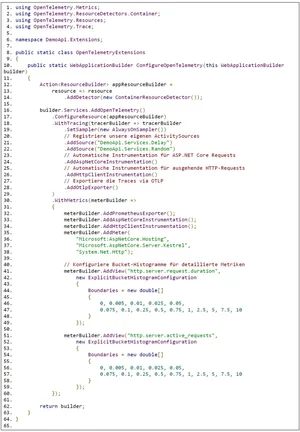 1. using OpenTelemetry.Metrics;
2. using OpenTelemetry.ResourceDetectors.Container;
3. using OpenTelemetry.Resources;
4. using OpenTelemetry.Trace;
5.
6. namespace DemoApi.Extensions;
7.
8. public static class OpenTelemetryExtensions
9. {
10. public static WebApplicationBuilder ConfigureOpenTelemetry(this WebApplicationBuilder
builder)
11. {
12. Action<ResourceBuilder> appResourceBuilder =
13. resource => resource
14. .AddDetector(new ContainerResourceDetector());
15.
16. builder.Services.AddOpenTelemetry()
17. .ConfigureResource(appResourceBuilder)
18. .WithTracing(tracerBuilder => tracerBuilder
19. .SetSampler(new AlwaysOnSampler())
20. // Registriere unsere eigenen ActivitySources
21. .AddSource("DemoApi.Services.Delay")
22. .AddSource("DemoApi.Services.Random")
23. // Automatische Instrumentation für ASP.NET Core Requests
24. .AddAspNetCoreInstrumentation()
25. // Automatische Instrumentation für ausgehende HTTP-Requests
26. .AddHttpClientInstrumentation()
27. // Exportiere die Traces via OTLP
28. .AddOtlpExporter()
29. )
30. .WithMetrics(meterBuilder =>
31. {
32. meterBuilder.AddPrometheusExporter();
33. meterBuilder.AddAspNetCoreInstrumentation();
34. meterBuilder.AddHttpClientInstrumentation();
35. meterBuilder.AddMeter(
36. "Microsoft.AspNetCore.Hosting",
37. "Microsoft.AspNetCore.Server.Kestrel",
38. "System.Net.Http");
39.
40. // Konfiguriere Bucket-Histogramme für detaillierte Metriken
41. meterBuilder.AddView("http.server.request.duration",
42. new ExplicitBucketHistogramConfiguration
43. {
44. Boundaries = new double[]
45. {
46. 0, 0.005, 0.01, 0.025, 0.05,
47. 0.075, 0.1, 0.25, 0.5, 0.75, 1, 2.5, 5, 7.5, 10
48. }
49. });
50.
51. meterBuilder.AddView("http.server.active_requests",
52. new ExplicitBucketHistogramConfiguration
53. {
54. Boundaries = new double[]
55. {
56. 0, 0.005, 0.01, 0.025, 0.05,
57. 0.075, 0.1, 0.25, 0.5, 0.75, 1, 2.5, 5, 7.5, 10
58. }
59. });
60. });
61.
62. return builder;
63. }
64. }
65.